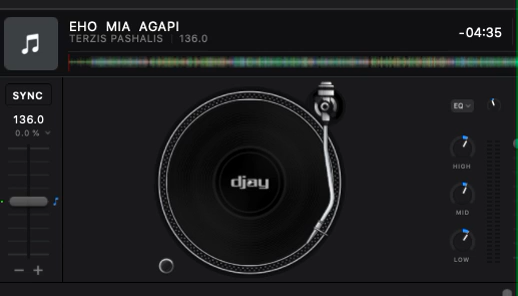 EHO MIA AGAPI
TERZIS PASHALIS 136.0
-04:35
SYNC
136.0
0.0 %
djay
EQ
HIGH
MID
LOW